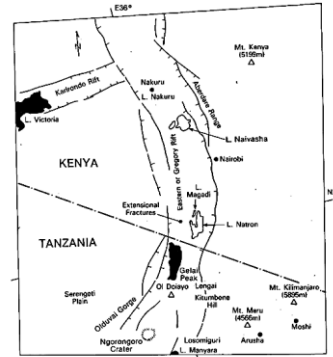 E36°
N
Mt. Kenya
(5199m)
Kavirondo Rift
Nakuru
L. Nakuru
Aberdare Range
L. Victoria
L. Naivasha
Eastern or Gregory Rift
Nairobi
KENYA
L.
Magadi
N
Extensional
Fractures
L. Natron
TANZANIA
Gelai
Peak
Ol Doiayo Lengai
Mt. Kilimanjaro
(5895m)
Serengeti
Plain
Olduvai Gorge
Kitumbene
Hill
Mt. Meru
(4566m)
Moshi
Ngorongoro
Crater
Losomiguri
L. Manyara
Arusha